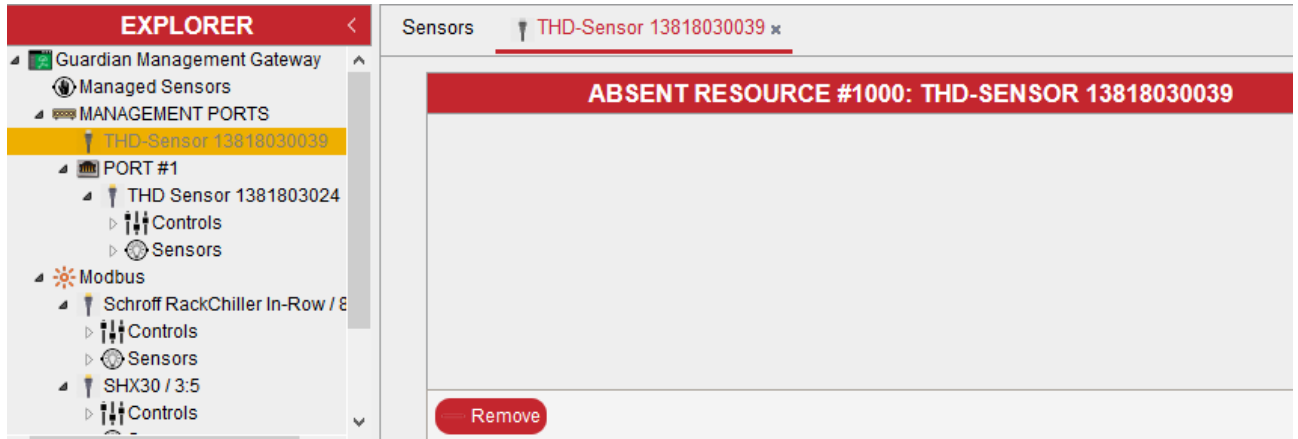 EXPLORER
Guardian Management Gateway
Managed Sensors
MANAGEMENT PORTS
THD-Sensor 13818030039
PORT #1
THD Sensor 1381803024
Controls
Sensors
Modbus
Schroff RackChiller In-Row / 8
Controls
Sensors
SHX30 / 3:5
Controls
Sensors
THD-Sensor 13818030039
ABSENT RESOURCE #1000: THD-SENSOR 13818030039
Remove